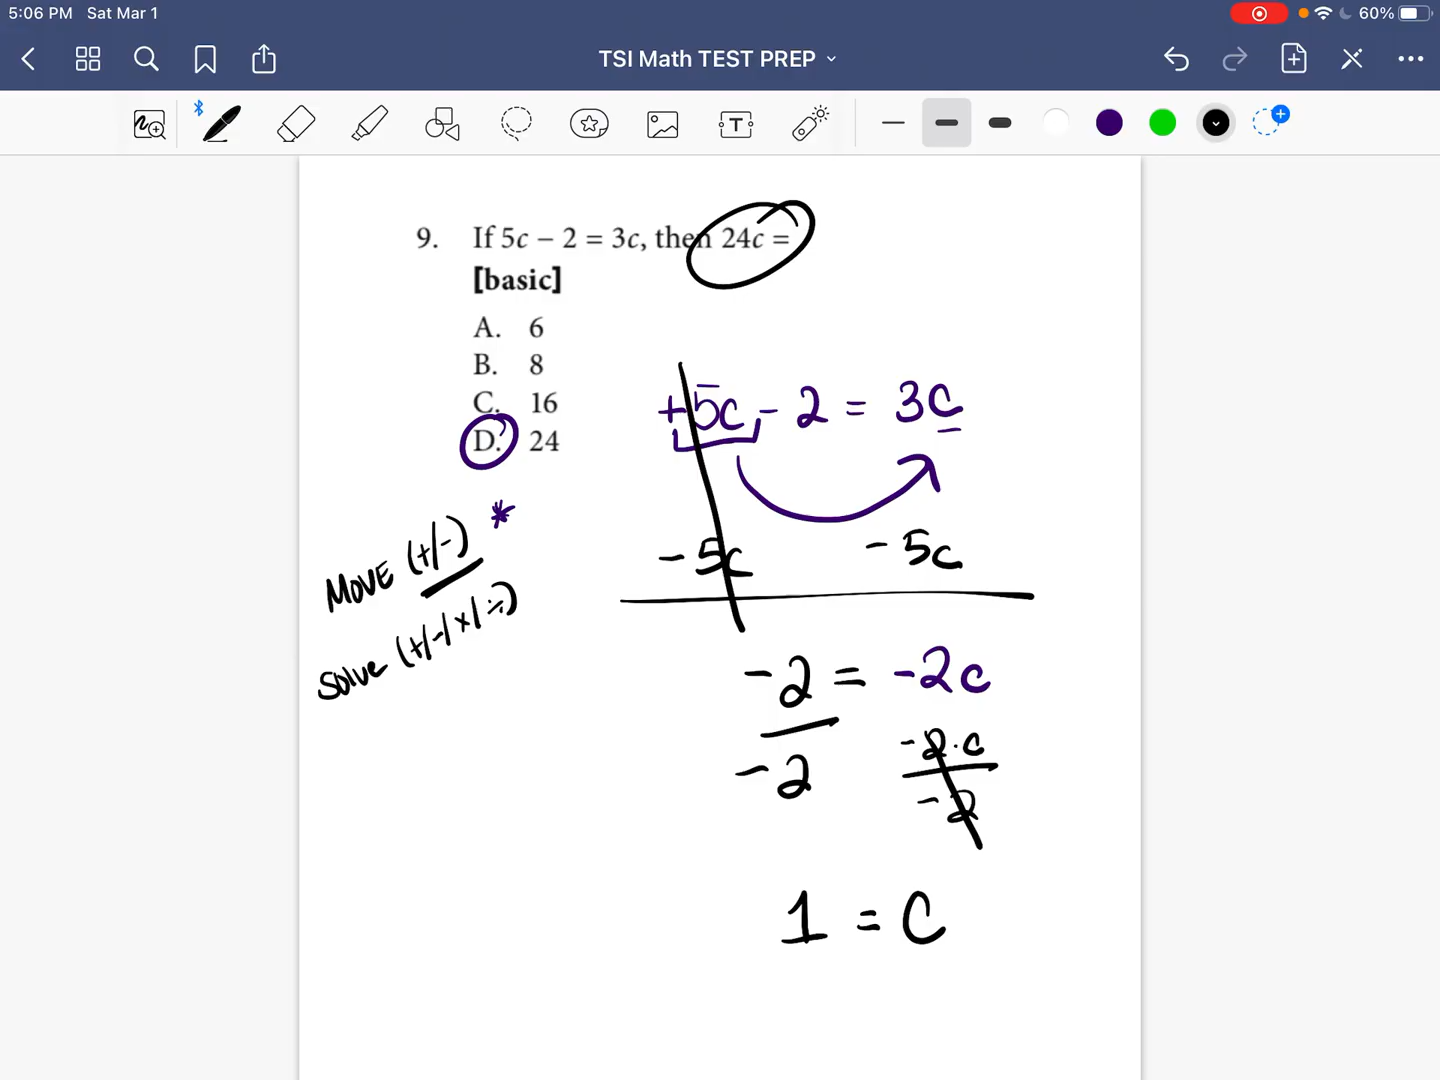 5:06 PM Sat Mar 1
60%
TSI Math TEST PREP
T
9. If 5c − 2 = 3c, then 24c =
[basic]
A. 6
B. 8
C. 16
D. 24
+5c - 2 = 3c
MOVE (+/-) *
-5c -5c
SOLVE (+/-/×/÷)
-2 = -2c
-2·c
-2
-2
1 = c